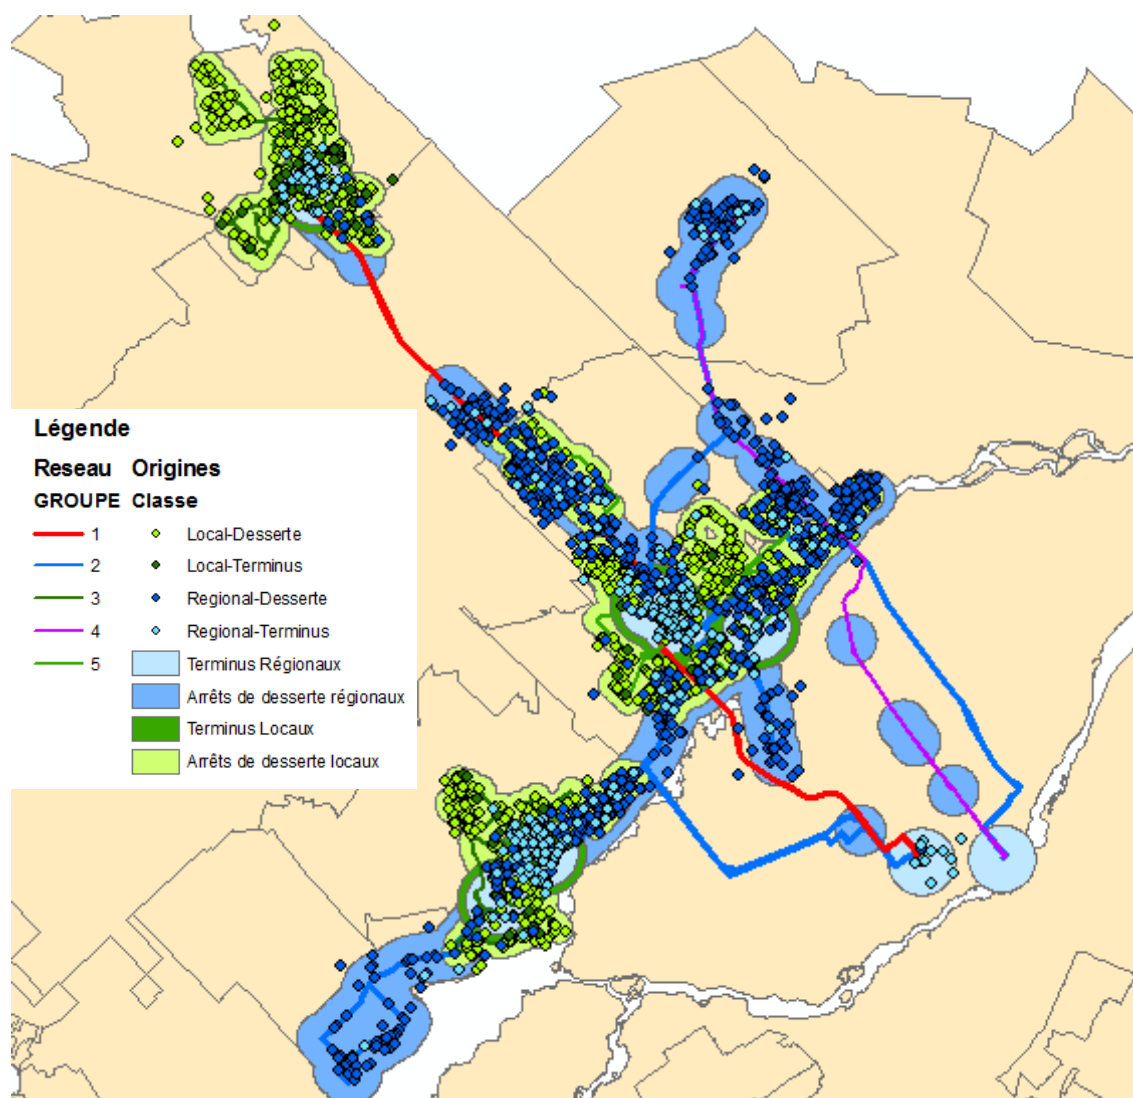 Légende
Reseau Origines
GROUPE Classe
1 Local-Desserte
2 Local-Terminus
3 Regional-Desserte
4 Regional-Terminus
5 Terminus Régionaux
Arrêts de desserte régionaux
Terminus Locaux
Arrêts de desserte locaux